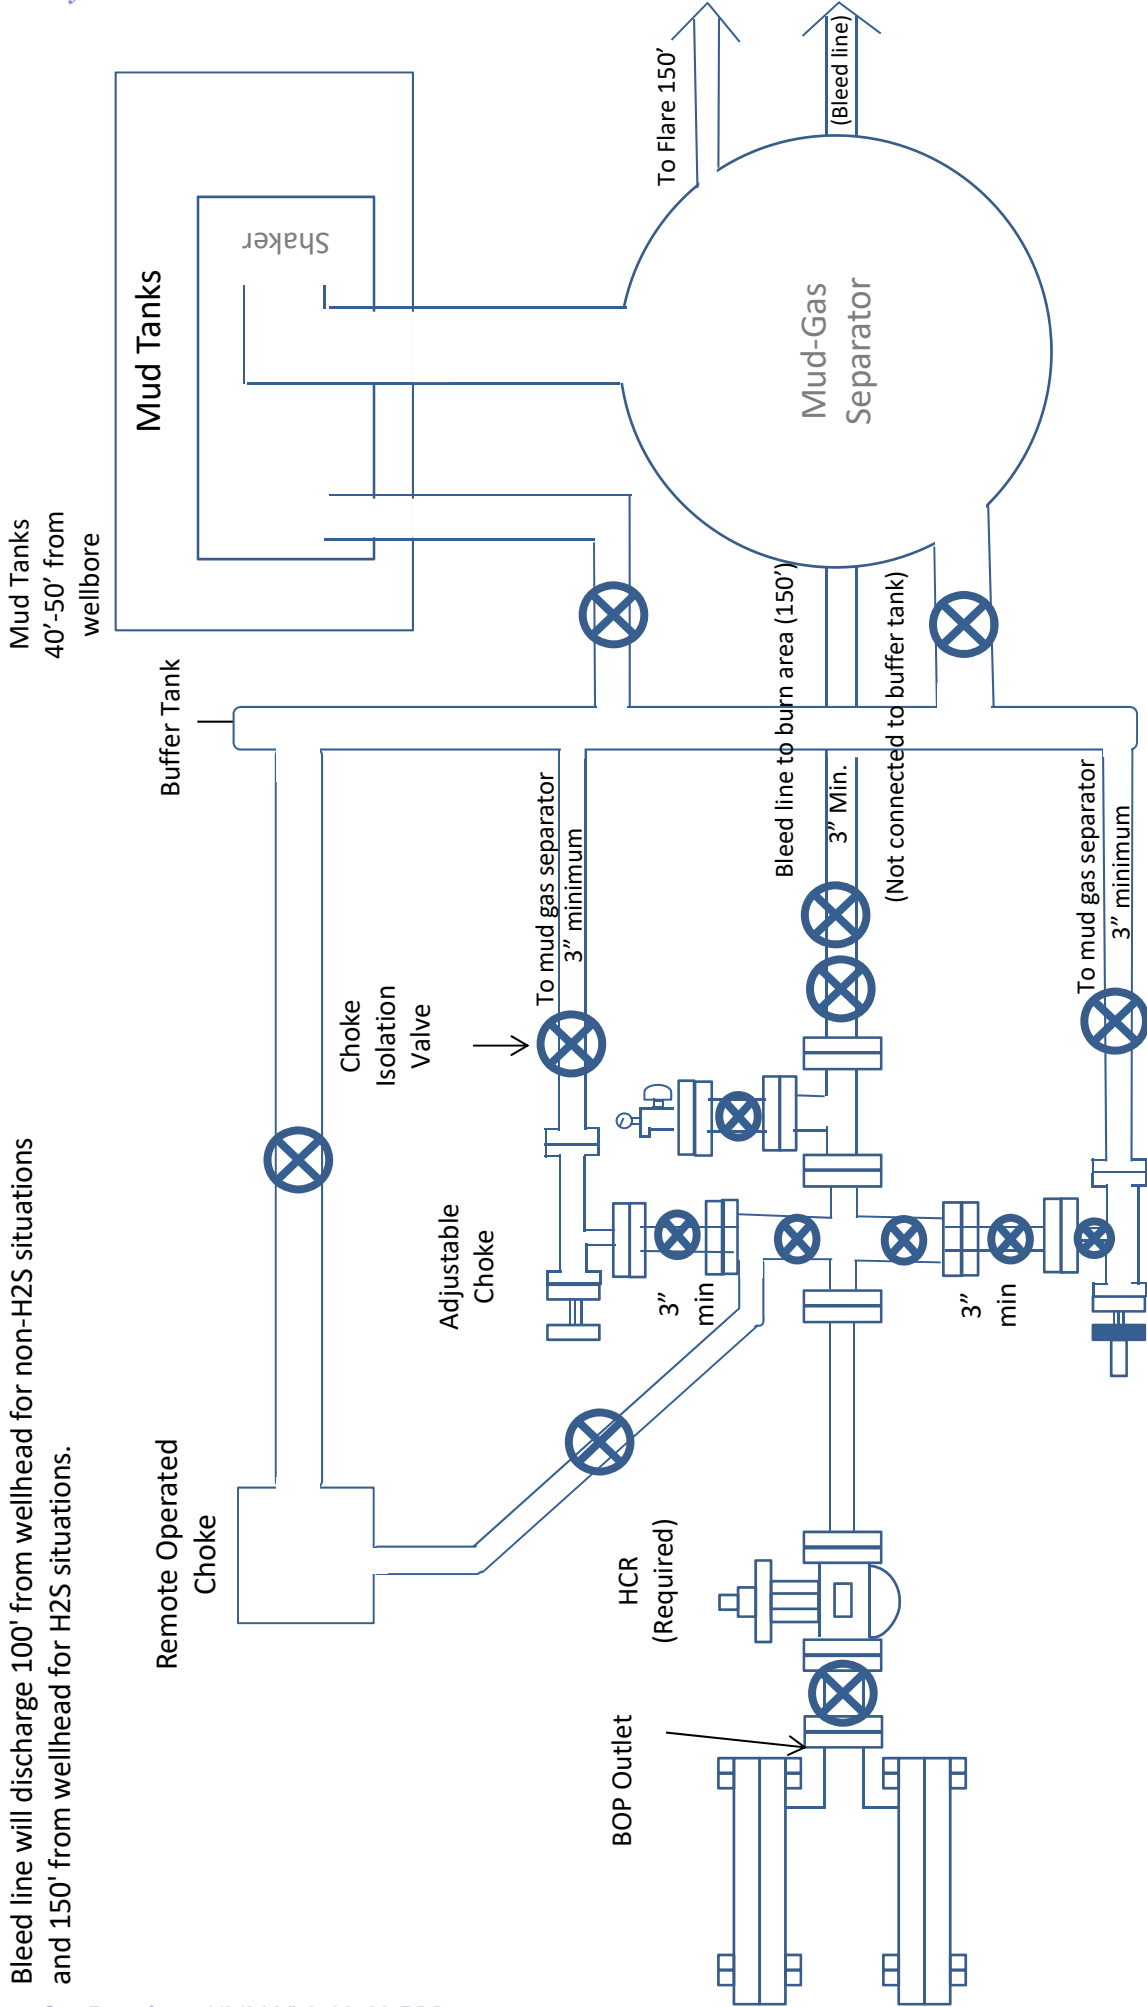 Bleed line will discharge 100' from wellhead for non-H2S situations
and 150' from wellhead for H2S situations.
Mud Tanks
40’-50’ from
wellbore
Mud Tanks
Shaker
Buffer Tank
Remote Operated
Choke
Choke
Isolation
Valve
Adjustable
Choke
To mud gas separator
3” minimum
To Flare 150’
(Bleed line)
Mud-Gas
Separator
Bleed line to burn area (150’)
3” Min.
(Not connected to buffer tank)
3”
min
HCR
(Required)
BOP Outlet
3”
min
To mud gas separator
3” minimum